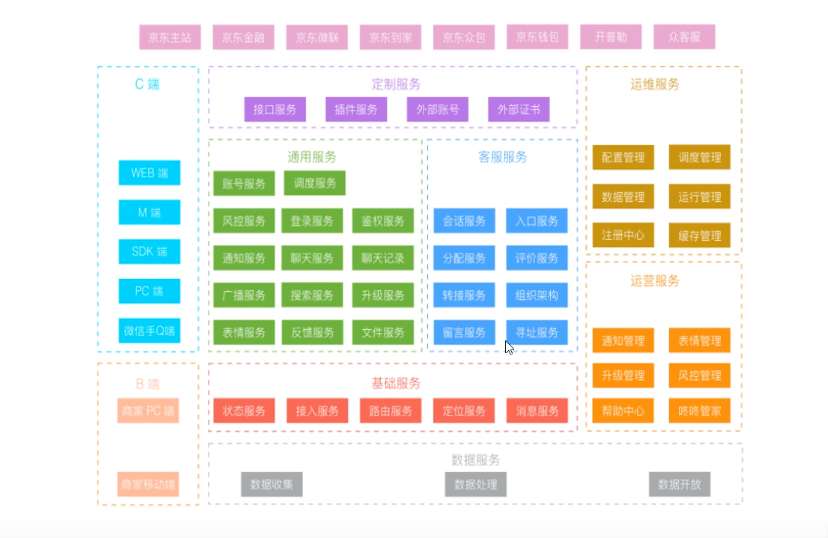 京东主站 京东金融 京东微联 京东到家 京东众包 京东钱包 开普勒 众客服
C 端
WEB 端
M 端
SDK 端
PC 端
微信手Q端
B 端
商家 PC 端
商家移动端
定制服务
接口服务 插件服务 外部账号 外部证书
通用服务
账号服务 调度服务
风控服务 登录服务 鉴权服务
通知服务 聊天服务 聊天记录
广播服务 搜索服务 升级服务
表情服务 反馈服务 文件服务
客服服务
会话服务 入口服务
分配服务 评价服务
转接服务 组织架构
留言服务 寻址服务
基础服务
状态服务 接入服务 路由服务 定位服务 消息服务
运维服务
配置管理 调度管理
数据管理 运行管理
注册中心 缓存管理
运营服务
通知管理 表情管理
升级管理 风控管理
帮助中心 咚咚管家
数据服务
数据收集 数据处理 数据开放